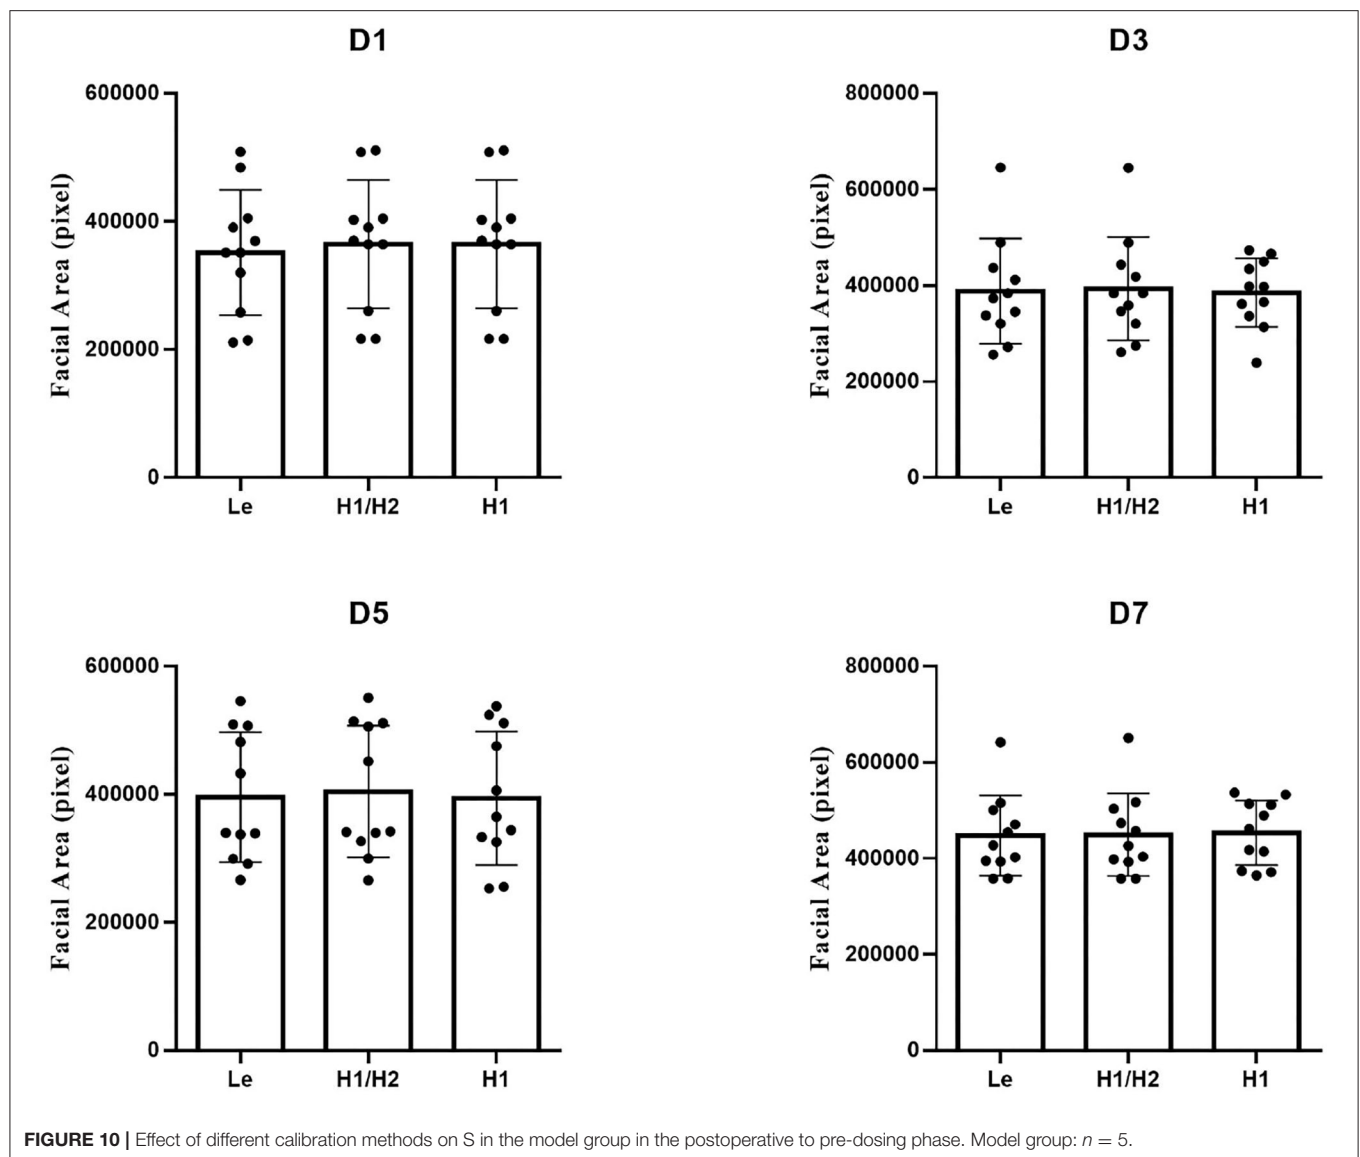 D1
600000
400000
200000
0
Facial Area (pixel)
Le H1/H2 H1
D3
800000
600000
400000
200000
0
Facial Area (pixel)
Le H1/H2 H1
D5
600000
400000
200000
0
Facial Area (pixel)
Le H1/H2 H1
D7
800000
600000
400000
200000
0
Facial Area (pixel)
Le H1/H2 H1
FIGURE 10 | Effect of different calibration methods on S in the model group in the postoperative to pre-dosing phase. Model group: n = 5.